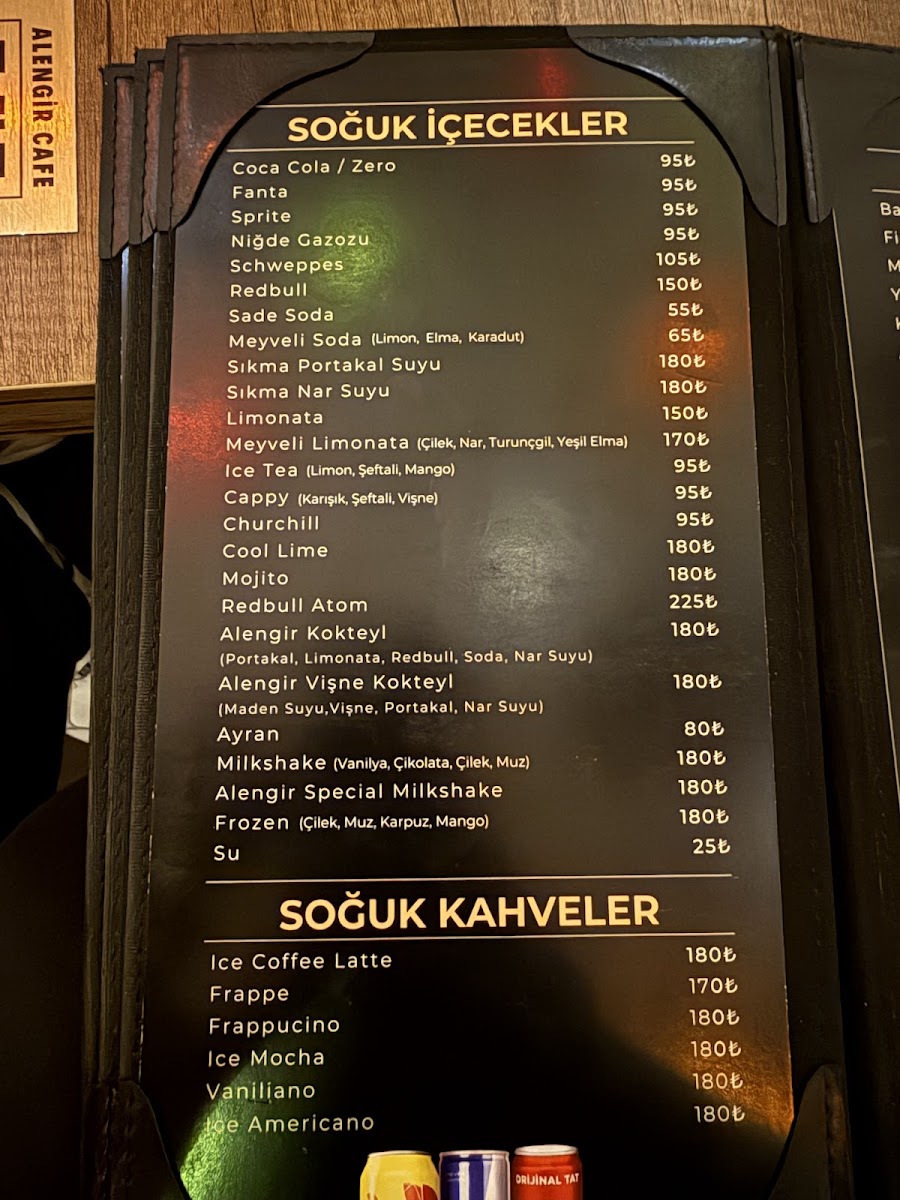 ALENGİR CAFE
SOĞUK İÇECEKLER
Coca Cola / Zero 95₺
Fanta 95₺
Sprite 95₺
Niğde Gazozu 95₺
Schweppes 105₺
Redbull 150₺
Sade Soda 55₺
Meyveli Soda (Limon, Elma, Karadut) 65₺
Sıkma Portakal Suyu 180₺
Sıkma Nar Suyu 180₺
Limonata 150₺
Meyveli Limonata (Çilek, Nar, Turunçgil, Yeşil Elma) 170₺
Ice Tea (Limon, Şeftali, Mango) 95₺
Cappy (Karışık, Şeftali, Vişne) 95₺
Churchill 95₺
Cool Lime 180₺
Mojito 180₺
Redbull Atom 225₺
Alengir Kokteyl 180₺
(Portakal, Limonata, Redbull, Soda, Nar Suyu)
Alengir Vişne Kokteyl 180₺
(Maden Suyu,Vişne, Portakal, Nar Suyu)
Ayran 80₺
Milkshake (Vanilya, Çikolata, Çilek, Muz) 180₺
Alengir Special Milkshake 180₺
Frozen (Çilek, Muz, Karpuz, Mango) 180₺
Su 25₺
SOĞUK KAHVELER
Ice Coffee Latte 180₺
Frappe 170₺
Frappucino 180₺
Ice Mocha 180₺
Vaniliano 180₺
Ice Americano 180₺
ORİJİNAL TAT